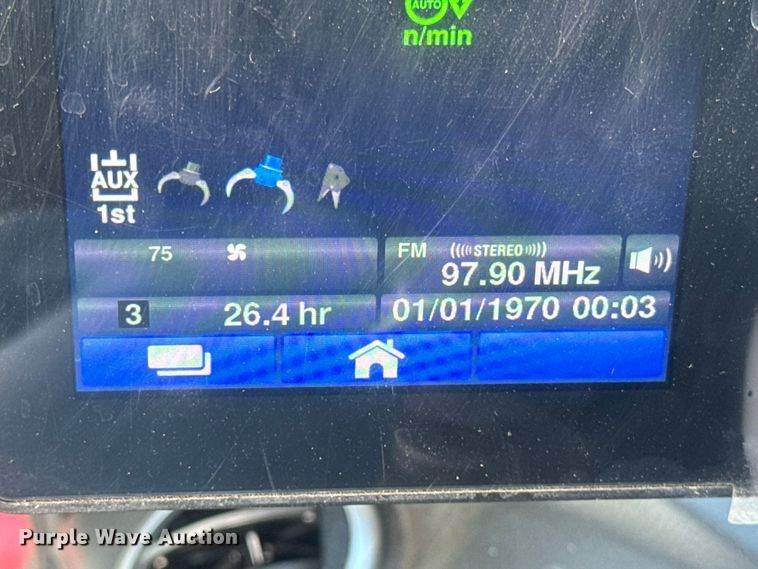 AUTO
n/min
AUX
1st
75
FM ((((STEREO))))
97.90 MHz
3 26.4 hr
01/01/1970 00:03
Purple Wave Auction